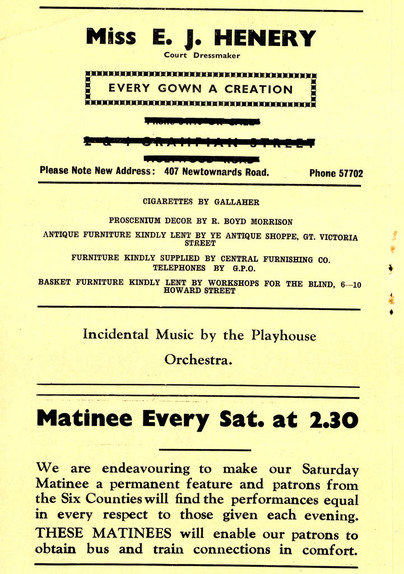 Miss E. J. HENERY
Court Dressmaker
EVERY GOWN A CREATION
2 & 4 GRAMPIAN STREET
Please Note New Address: 407 Newtownards Road. Phone 57702
CIGARETTES BY GALLAHER
PROSCENIUM DECOR BY R. BOYD MORRISON
ANTIQUE FURNITURE KINDLY LENT BY YE ANTIQUE SHOPPE, GT. VICTORIA
STREET
FURNITURE KINDLY SUPPLIED BY CENTRAL FURNISHING CO.
TELEPHONES BY G.P.O.
BASKET FURNITURE KINDLY LENT BY WORKSHOPS FOR THE BLIND, 6—10
HOWARD STREET
Incidental Music by the Playhouse
Orchestra.
Matinee Every Sat. at 2.30
We are endeavouring to make our Saturday
Matinee a permanent feature and patrons from
the Six Counties will find the performances equal
in every respect to those given each evening.
THESE MATINEES will enable our patrons to
obtain bus and train connections in comfort.